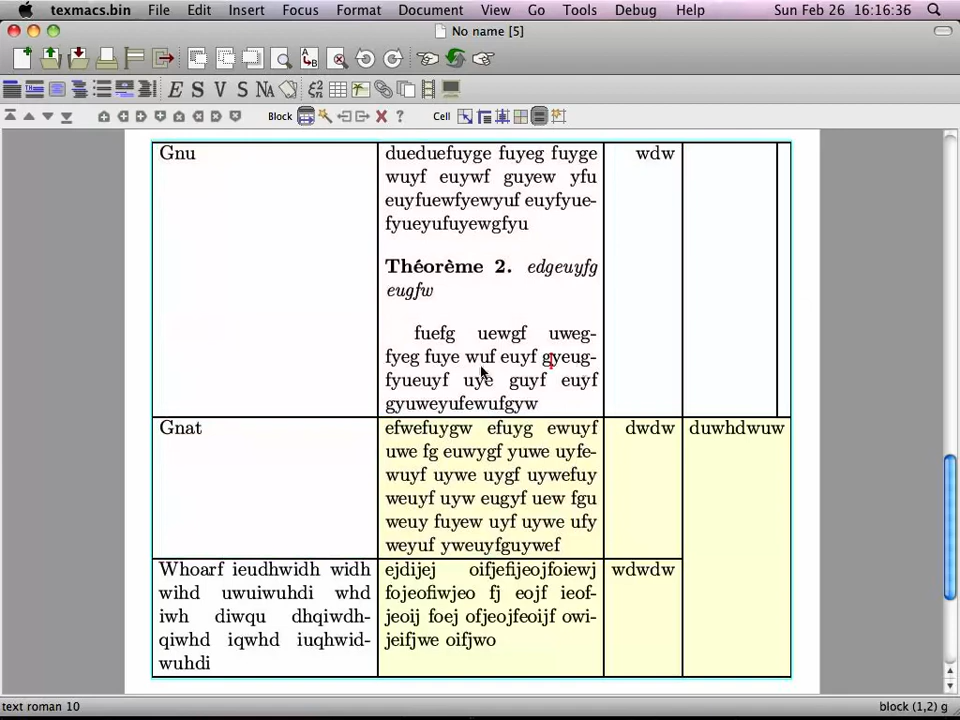 texmacs.bin File Edit Insert Focus Format Document View Go Tools Debug Help Sun Feb 26 16:16:36
No name [5]
E S V S NA
Block ? Cell
Gnu
dueduefuyge fuyeg fuyge
wuyf euywf guyew yfu
euyfuewfyewyuf euyfyue-
fyueyufuyewgfyu
Théorème 2. edgeuyfg
eugfw
fuefg uewgf uweg-
fyeg fuye wuf euyf gyeug-
fyueuyf uye guyf euyf
gyuweyufewufgyw
wdw
Gnat
efwefuygw efuyg ewuyf
uwe fg euwygf yuwe uyfe-
wuyf uywe uygf uywefuy
weuyf uyw eugyf uew fgu
weuy fuyew uyf uywe ufy
weyuf yweuyfguywef
dwdw
duwhdwuw
Whoarf ieudhwidh widh
wihd uwuiwuhdi whd
iwh diwqu dhqiwdh-
qiwhd iqwhd iuqhwid-
wuhdi
ejdijej oifjefijeojfoiewj
fojeofiwjeo fj eojf ieof-
jeoij foej ofjeojfeoijf owi-
jeifjwe oifjwo
wdwdw
text roman 10
block (1,2) g